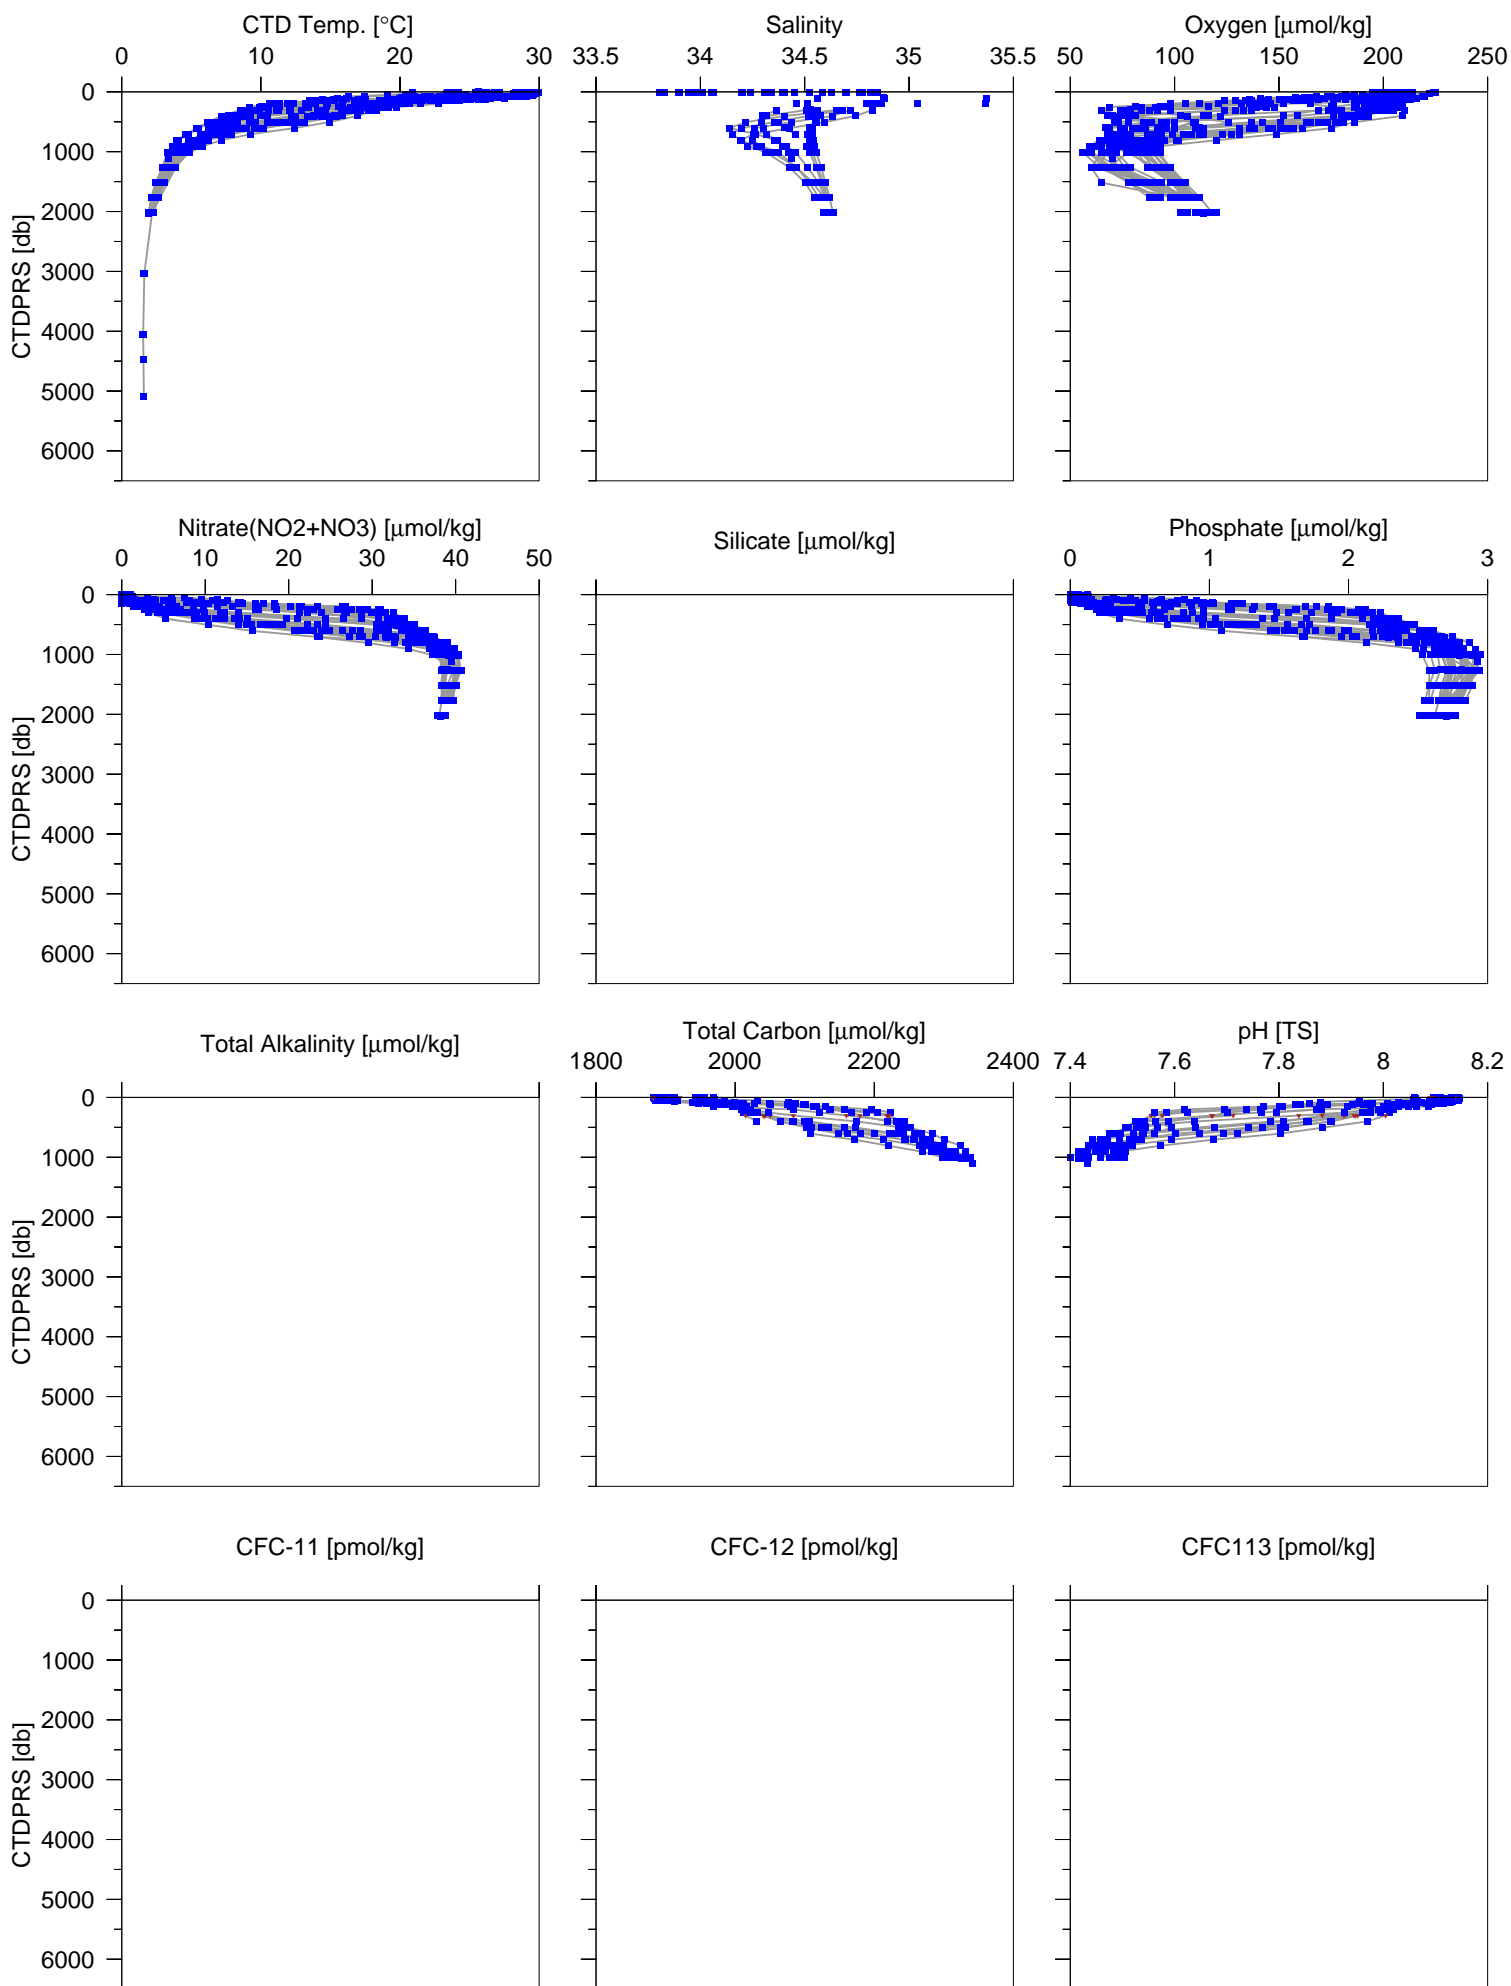 CTD Temp. [°C] Salinity Oxygen [μmol/kg]
0 10 20 30 33.5 34 34.5 35 35.5 50 100 150 200 250
0
1000
2000
3000
4000
5000
6000
CTDPRS [db]
Nitrate(NO2+NO3) [μmol/kg] Silicate [μmol/kg] Phosphate [μmol/kg]
0 10 20 30 40 50 0 1 2 3
0
1000
2000
3000
4000
5000
6000
CTDPRS [db]
Total Alkalinity [μmol/kg] Total Carbon [μmol/kg] pH [TS]
1800 2000 2200 2400 7.4 7.6 7.8 8 8.2
0
1000
2000
3000
4000
5000
6000
CTDPRS [db]
CFC-11 [pmol/kg] CFC-12 [pmol/kg] CFC113 [pmol/kg]
0
1000
2000
3000
4000
5000
6000
CTDPRS [db]